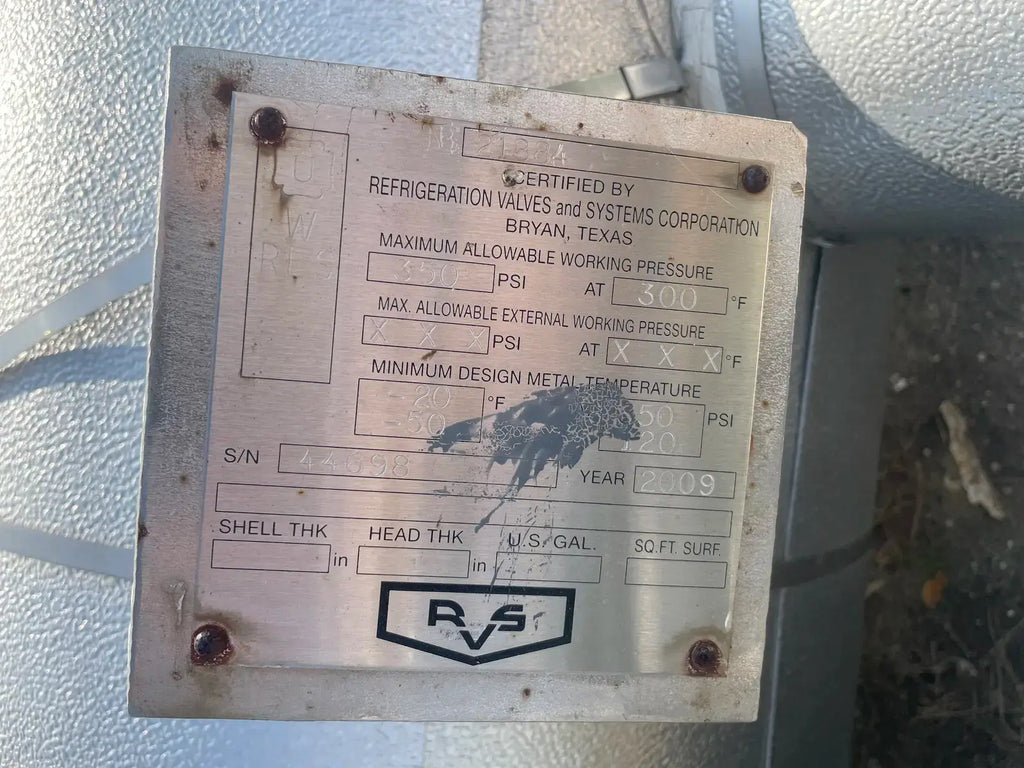 U
W
RES
21884
CERTIFIED BY
REFRIGERATION VALVES and SYSTEMS CORPORATION
BRYAN, TEXAS
MAXIMUM ALLOWABLE WORKING PRESSURE
350 PSI AT 300 °F
MAX. ALLOWABLE EXTERNAL WORKING PRESSURE
X X X PSI AT X X X °F
MINIMUM DESIGN METAL TEMPERATURE
-20 °F PSI
-50
S/N 44698 YEAR 2009
SHELL THK HEAD THK U.S. GAL. SQ.FT. SURF.
in in
RVS